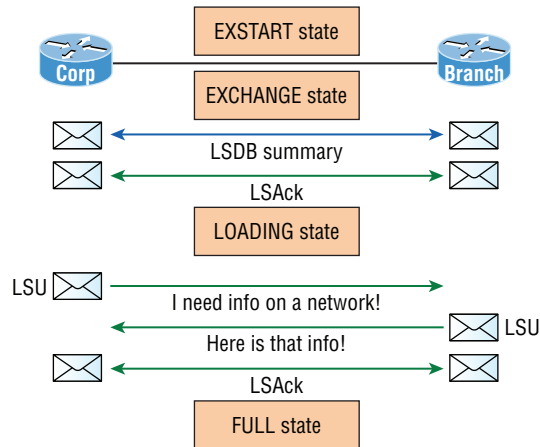 EXSTART state
Corp
Branch
EXCHANGE state
LSDB summary
LSAck
LOADING state
LSU
I need info on a network!
LSU
Here is that info!
LSAck
FULL state